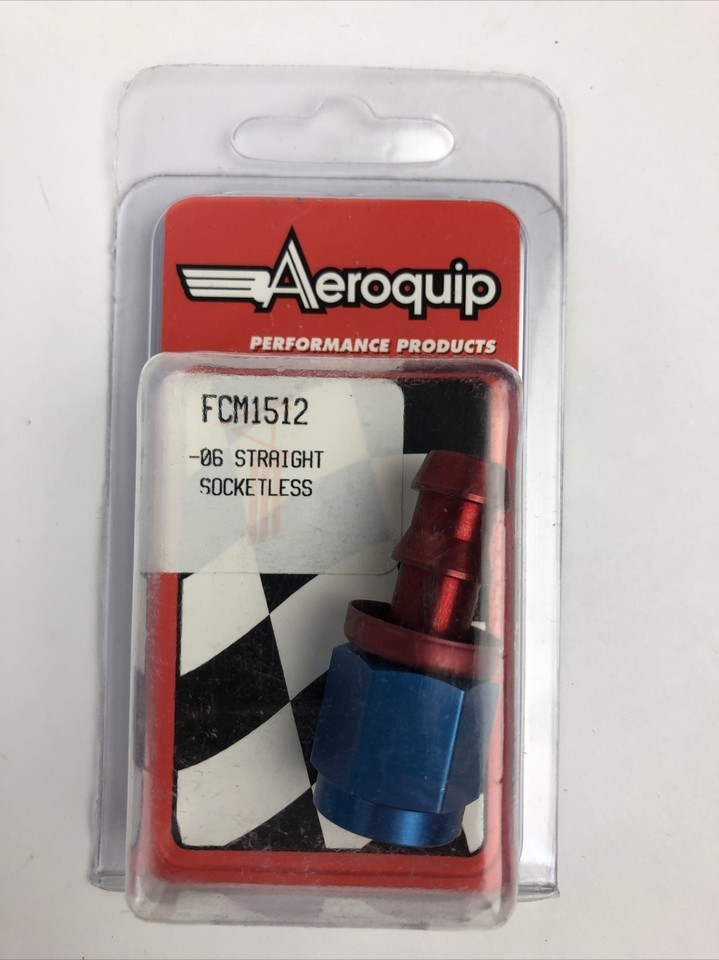 Aeroquip
PERFORMANCE PRODUCTS
FCM1512
-06 STRAIGHT
SOCKETLESS